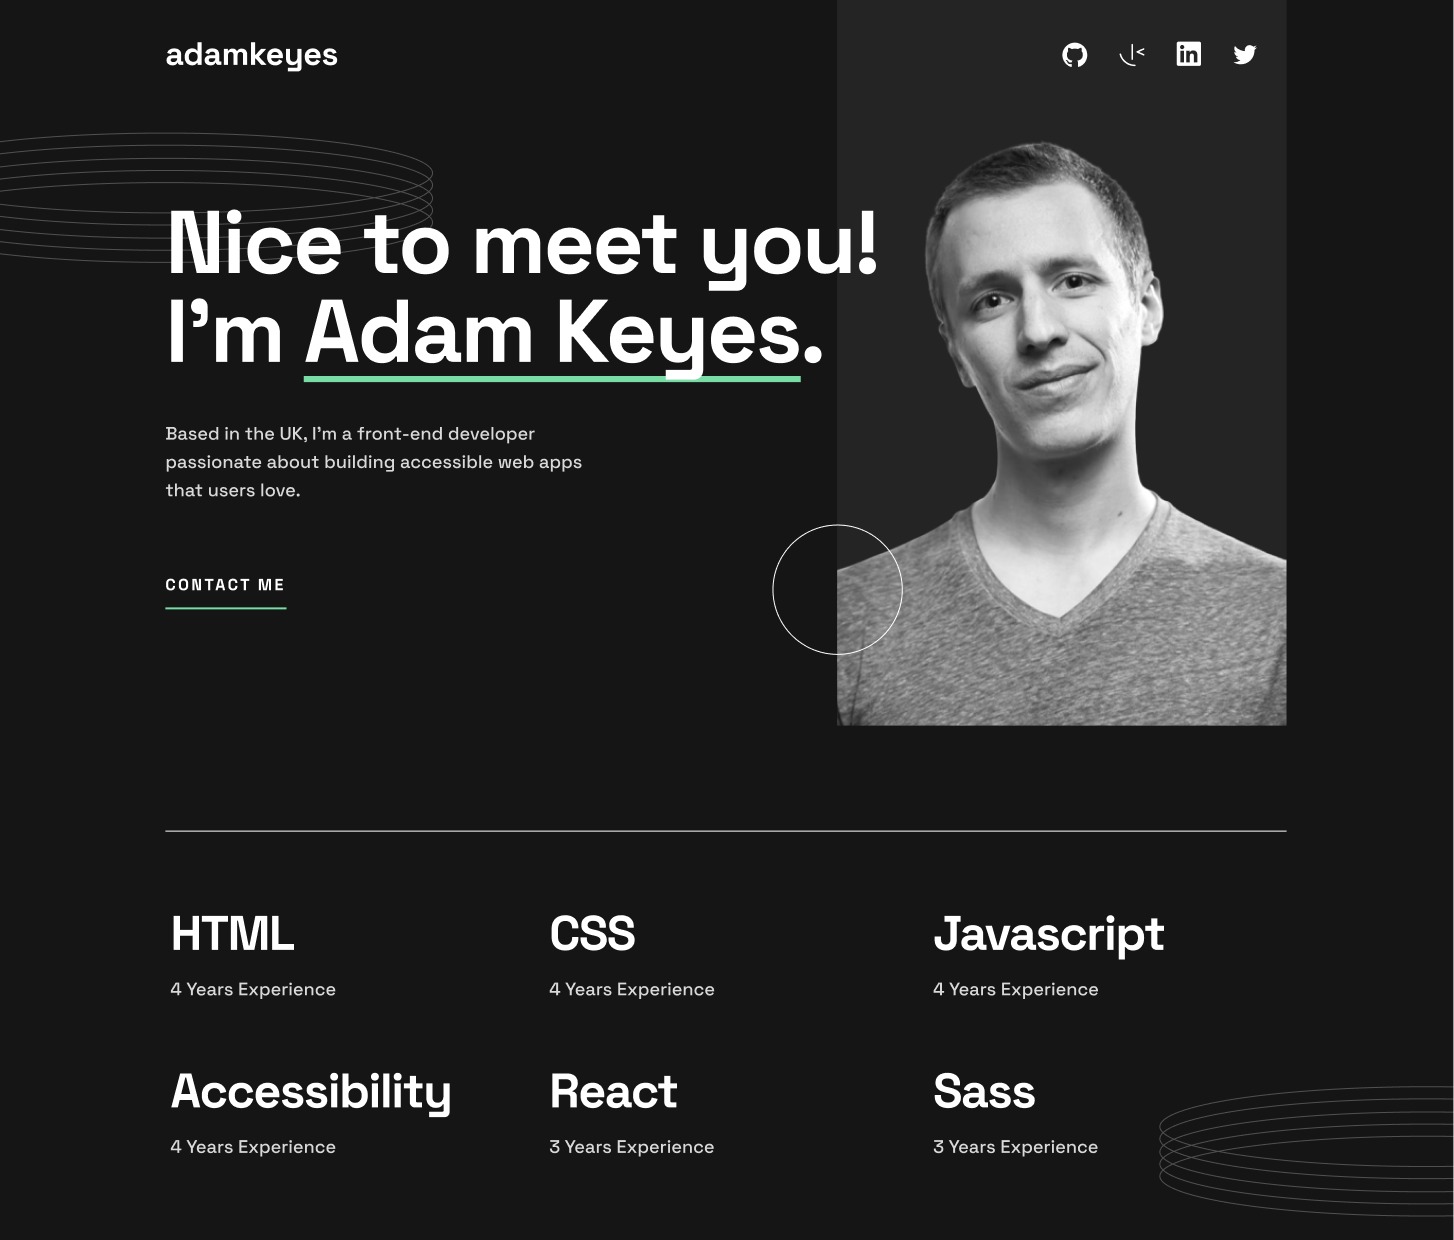 adamkeyes
Nice to meet you!
I’m Adam Keyes.
Based in the UK, I’m a front-end developer
passionate about building accessible web apps
that users love.
CONTACT ME
HTML
4 Years Experience
CSS
4 Years Experience
Javascript
4 Years Experience
Accessibility
4 Years Experience
React
3 Years Experience
Sass
3 Years Experience